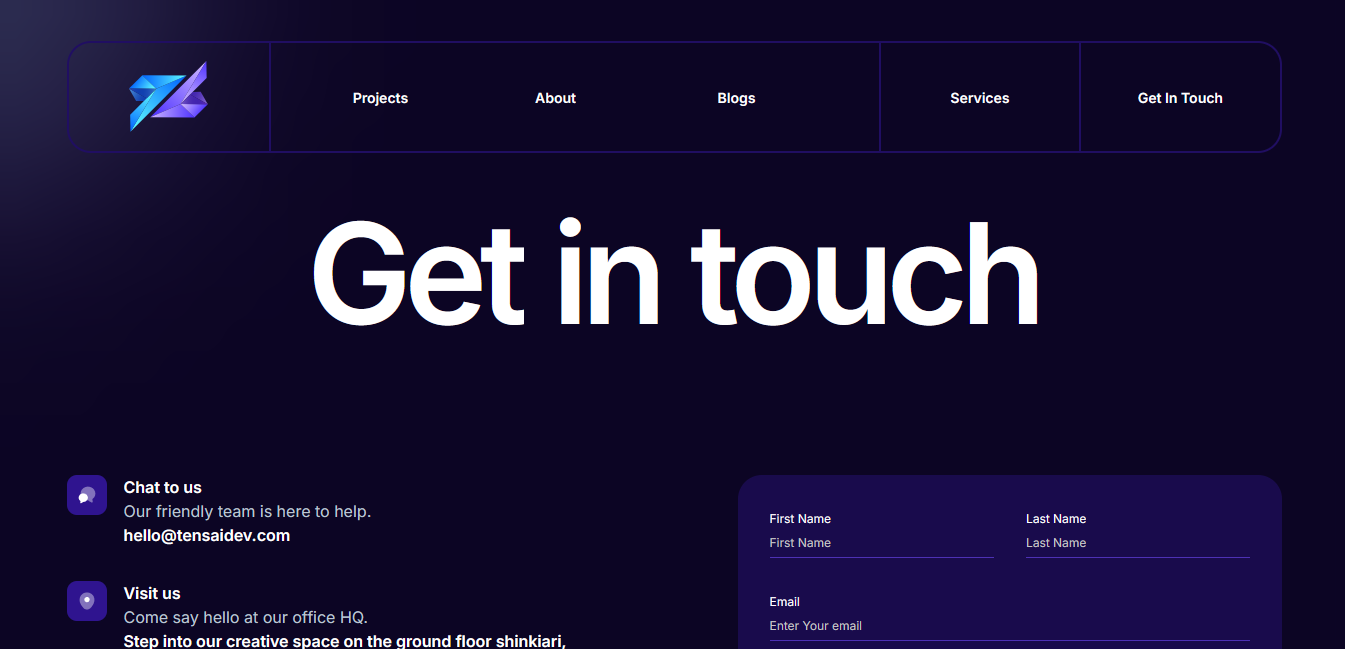 Projects About Blogs Services Get In Touch
Get in touch
Chat to us
Our friendly team is here to help.
hello@tensaidev.com
Visit us
Come say hello at our office HQ.
Step into our creative space on the ground floor shinkiari,
First Name Last Name
First Name Last Name
Email
Enter Your email